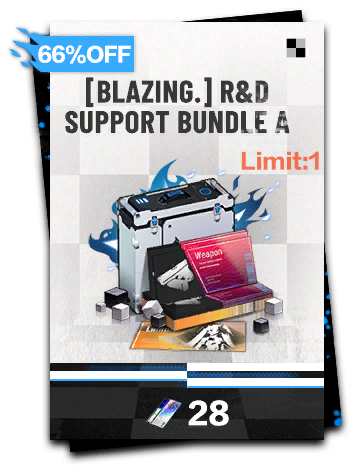 66%OFF
[BLAZING.] R&D
SUPPORT BUNDLE A
Limit:1
Weapon
28